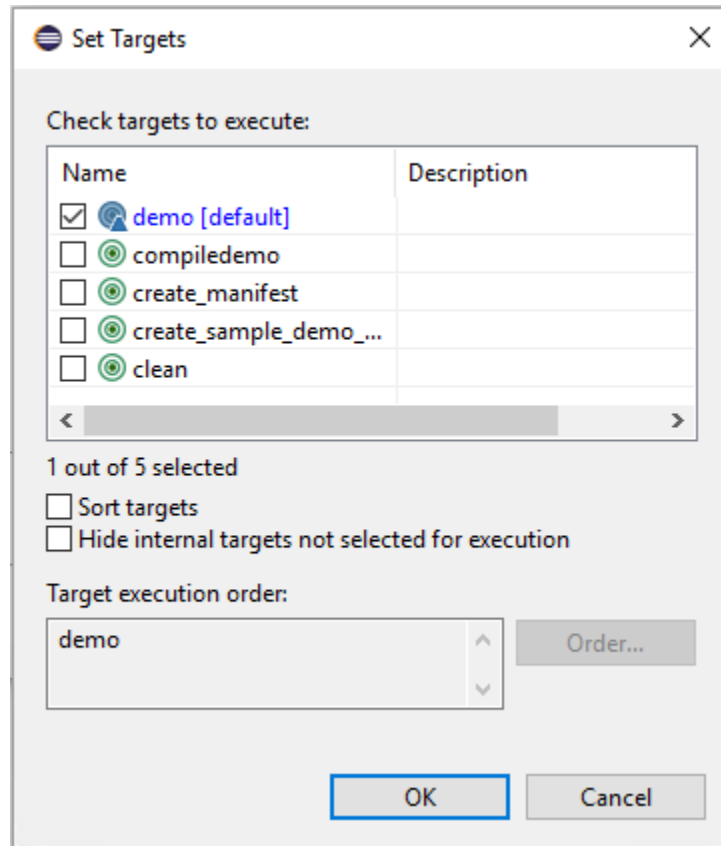 Set Targets
Check targets to execute:
Name Description
demo [default]
compiledemo
create_manifest
create_sample_demo_...
clean
1 out of 5 selected
Sort targets
Hide internal targets not selected for execution
Target execution order:
demo
Order...
OK Cancel